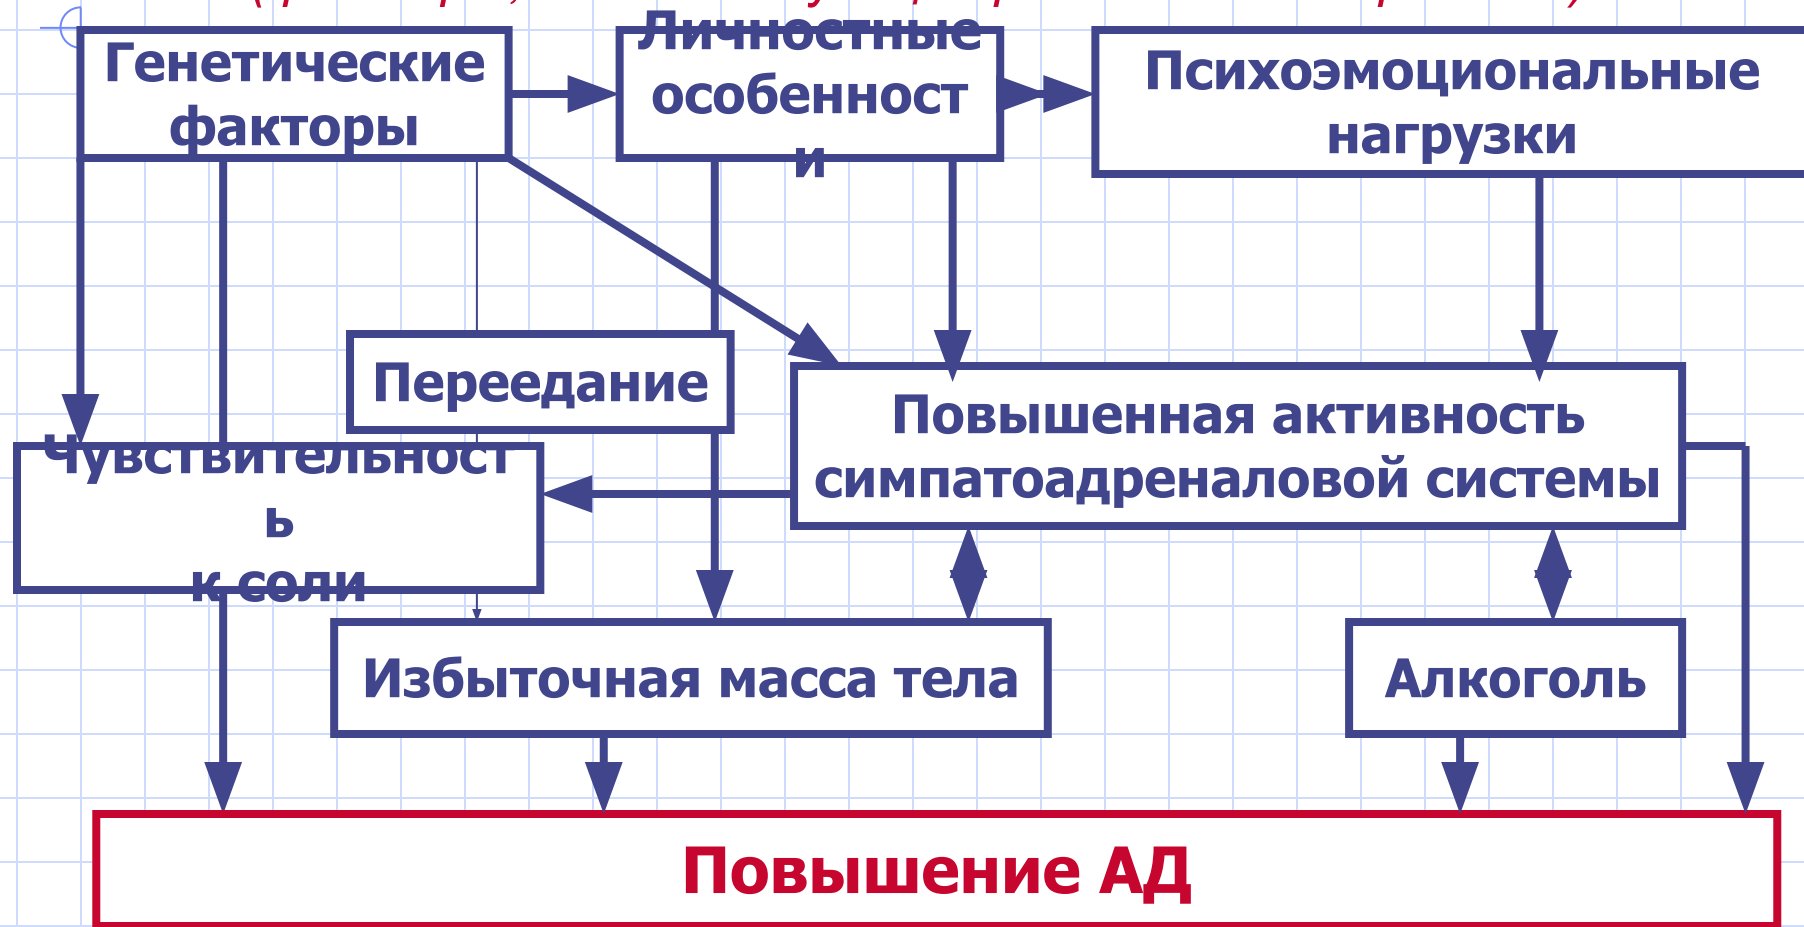 Генетические
факторы
Личностные
особенност
и
Психоэмоциональные
нагрузки
Переедание
Повышенная активность
симпатоадреналовой системы
Чувствительност
ь
к соли
Избыточная масса тела
Алкоголь
Повышение АД